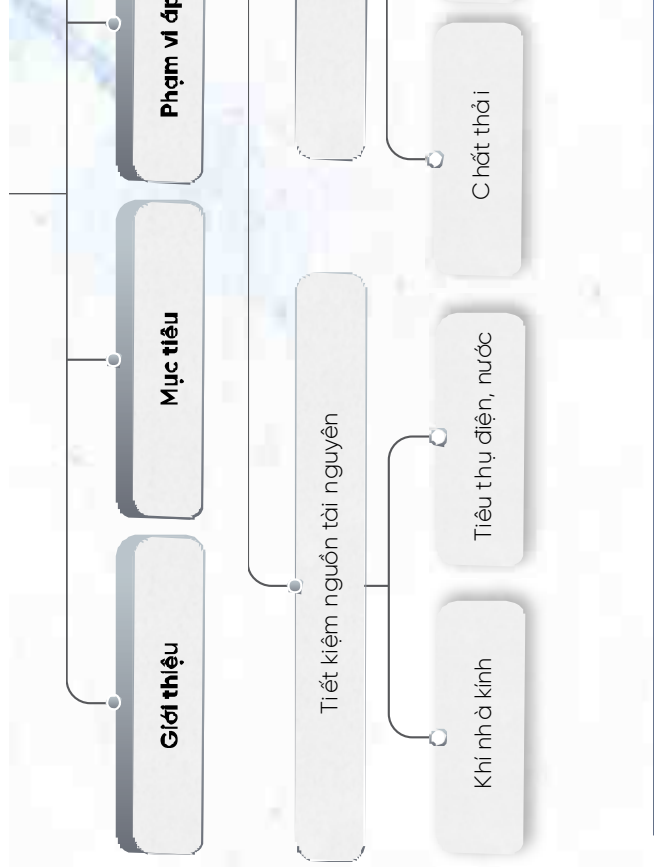 Giới thiệu
Mục tiêu
Phạm vi áp
Tiết kiệm nguồn tài nguyên
Khí nhà kính
Tiêu thụ điện, nước
Chất thải